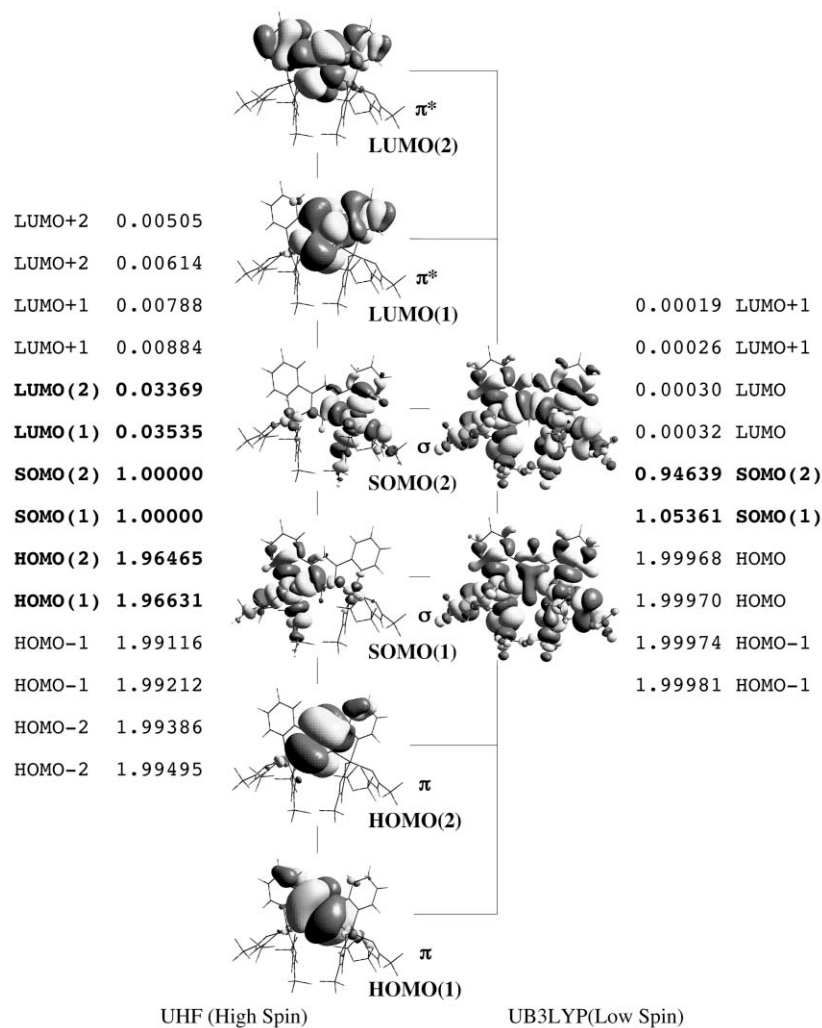 π*
LUMO(2)
LUMO+2 0.00505
LUMO+2 0.00614
π*
LUMO+1 0.00788
LUMO(1)
0.00019 LUMO+1
LUMO+1 0.00884
0.00026 LUMO+1
LUMO(2) 0.03369
0.00030 LUMO
LUMO(1) 0.03535
σ
0.00032 LUMO
SOMO(2) 1.00000
SOMO(2)
0.94639 SOMO(2)
SOMO(1) 1.00000
1.05361 SOMO(1)
HOMO(2) 1.96465
1.99968 HOMO
HOMO(1) 1.96631
σ
1.99970 HOMO
HOMO-1 1.99116
SOMO(1)
1.99974 HOMO-1
HOMO-1 1.99212
1.99981 HOMO-1
HOMO-2 1.99386
HOMO-2 1.99495
π
HOMO(2)
π
HOMO(1)
UHF (High Spin)
UB3LYP(Low Spin)